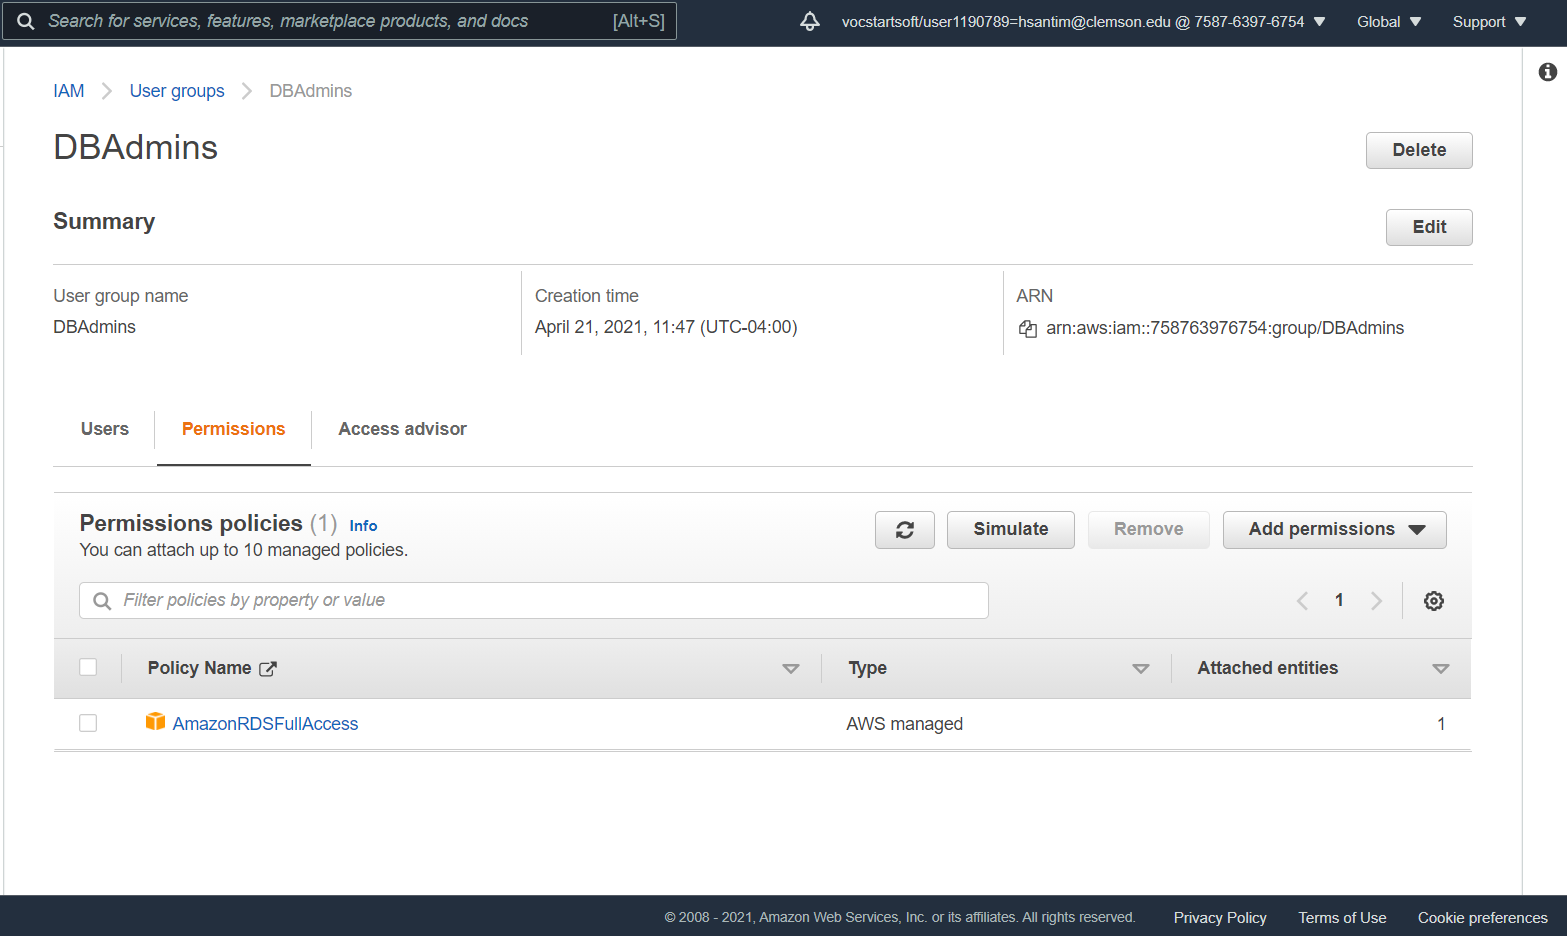 Search for services, features, marketplace products, and docs [Alt+S] vocstartsoft/user1190789=hsantim@clemson.edu @ 7587-6397-6754 Global Support
IAM User groups DBAdmins
DBAdmins
Delete
Summary
Edit
User group name
DBAdmins
Creation time
April 21, 2021, 11:47 (UTC-04:00)
ARN
arn:aws:iam::758763976754:group/DBAdmins
Users Permissions Access advisor
Permissions policies (1) Info
You can attach up to 10 managed policies.
Simulate Remove Add permissions
Filter policies by property or value
1
Policy Name Type Attached entities
AmazonRDSFullAccess AWS managed 1
© 2008 - 2021, Amazon Web Services, Inc. or its affiliates. All rights reserved. Privacy Policy Terms of Use Cookie preferences